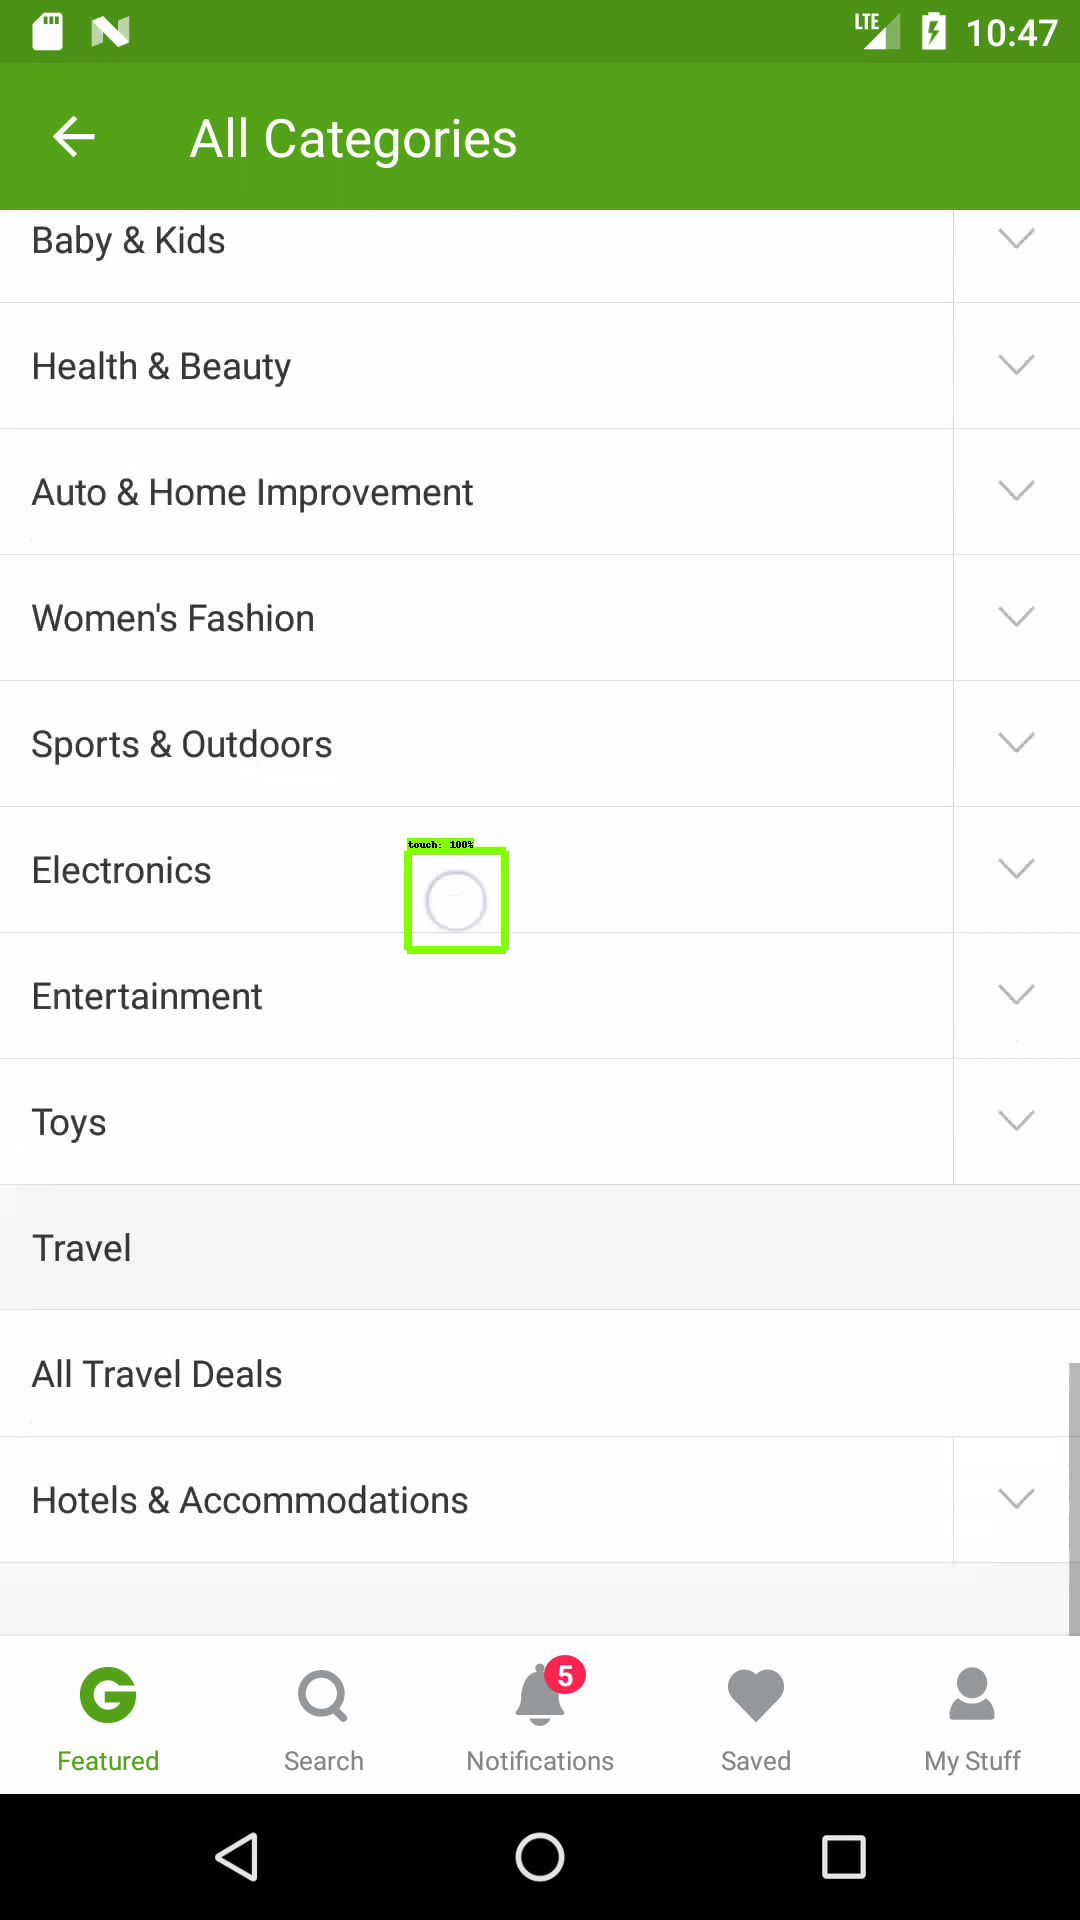 LTE 10:47
All Categories
Baby & Kids
Health & Beauty
Auto & Home Improvement
Women's Fashion
Sports & Outdoors
touch: 100%
Electronics
Entertainment
Toys
Travel
All Travel Deals
Hotels & Accommodations
5
Featured Search Notifications Saved My Stuff